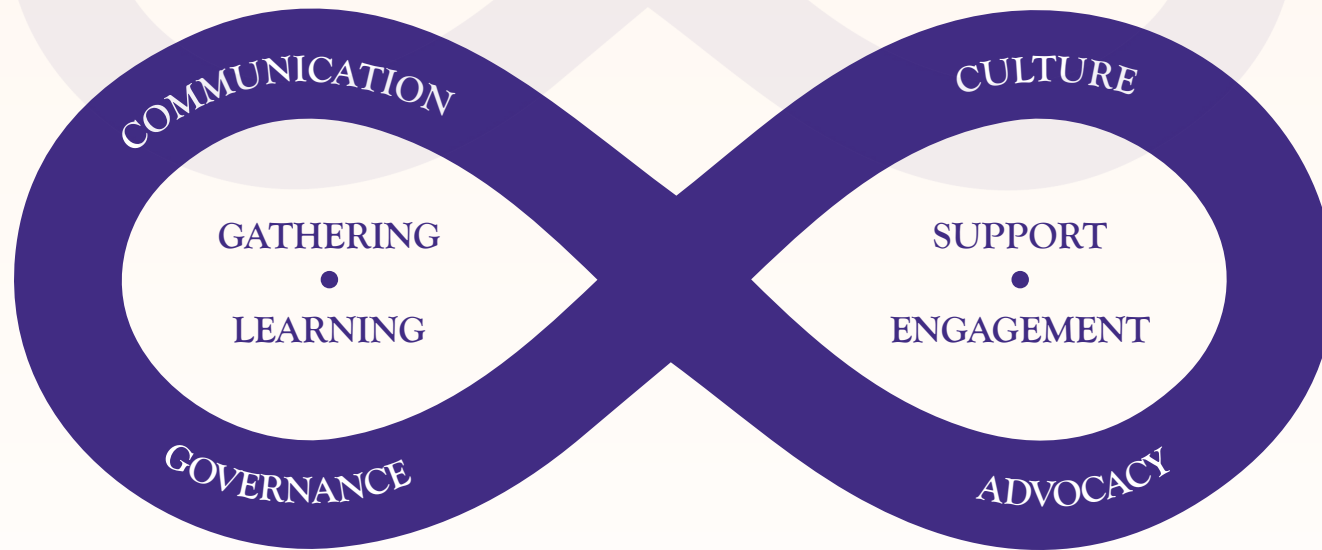 COMMUNICATION
CULTURE
GATHERING
LEARNING
SUPPORT
ENGAGEMENT
GOVERNANCE
ADVOCACY